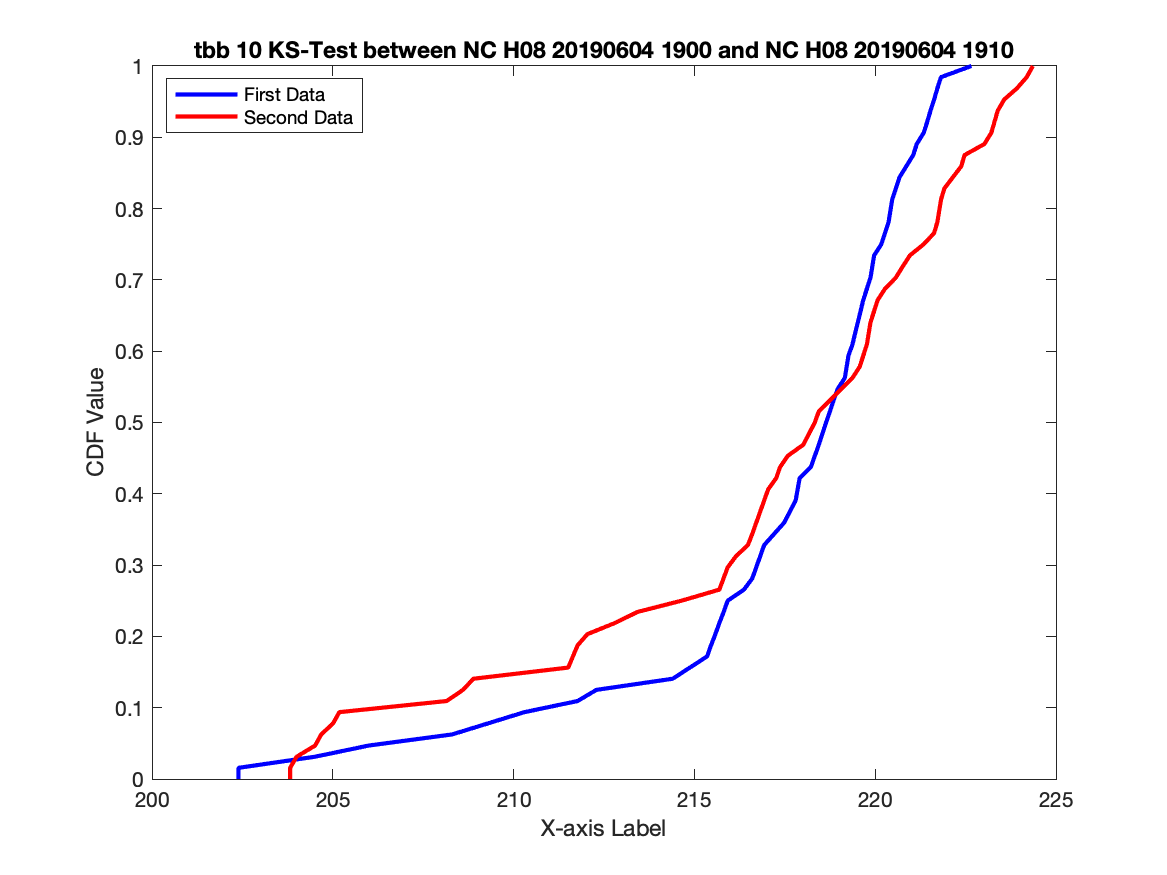 tbb 10 KS-Test between NC H08 20190604 1900 and NC H08 20190604 1910
First Data
Second Data
1
0.9
0.8
0.7
0.6
0.5
0.4
0.3
0.2
0.1
0
CDF Value
200 205 210 215 220 225
X-axis Label